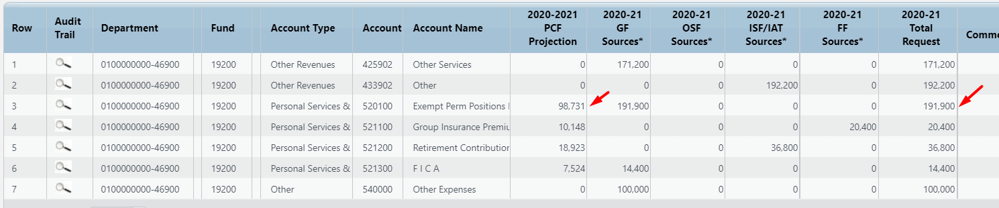 Row Audit Trail Department Fund Account Type Account Account Name 2020-2021 PCF Projection 2020-21 GF Sources* 2020-21 OSF Sources* 2020-21 ISF/IAT Sources* 2020-21 FF Sources* 2020-21 Total Request Comme
1 0100000000-46900 19200 Other Revenues 425902 Other Services 0 171,200 0 0 0 171,200
2 0100000000-46900 19200 Other Revenues 433902 Other 0 0 0 192,200 0 192,200
3 0100000000-46900 19200 Personal Services & 520100 Exempt Perm Positions 98,731 191,900 0 0 0 191,900
4 0100000000-46900 19200 Personal Services & 521100 Group Insurance Premiu 10,148 0 0 0 20,400 20,400
5 0100000000-46900 19200 Personal Services & 521200 Retirement Contribution 18,923 0 0 36,800 0 36,800
6 0100000000-46900 19200 Personal Services & 521300 F I C A 7,524 14,400 0 0 0 14,400
7 0100000000-46900 19200 Other 540000 Other Expenses 0 100,000 0 0 0 100,000